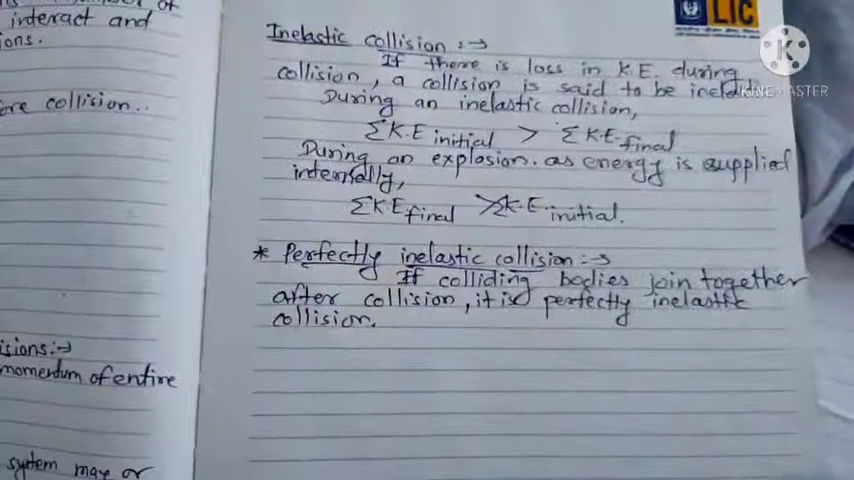 interact and
ions.
ore collision..
isions:→
momentum of entire
system may or
LIC
KINEMASTER
Inelastic collision :→
If there is loss in K.E. during
collision, a collision is said to be
During an inelastic collision,
ΣK.E initial > ΣK.E final
During an explosion. as energy is supplied
internally,
ΣK.E final > ΣK.E initial.
* Perfectly inelastic collision :→
If colliding bodies join together
after collision, it is perfectly inelastic
collision.